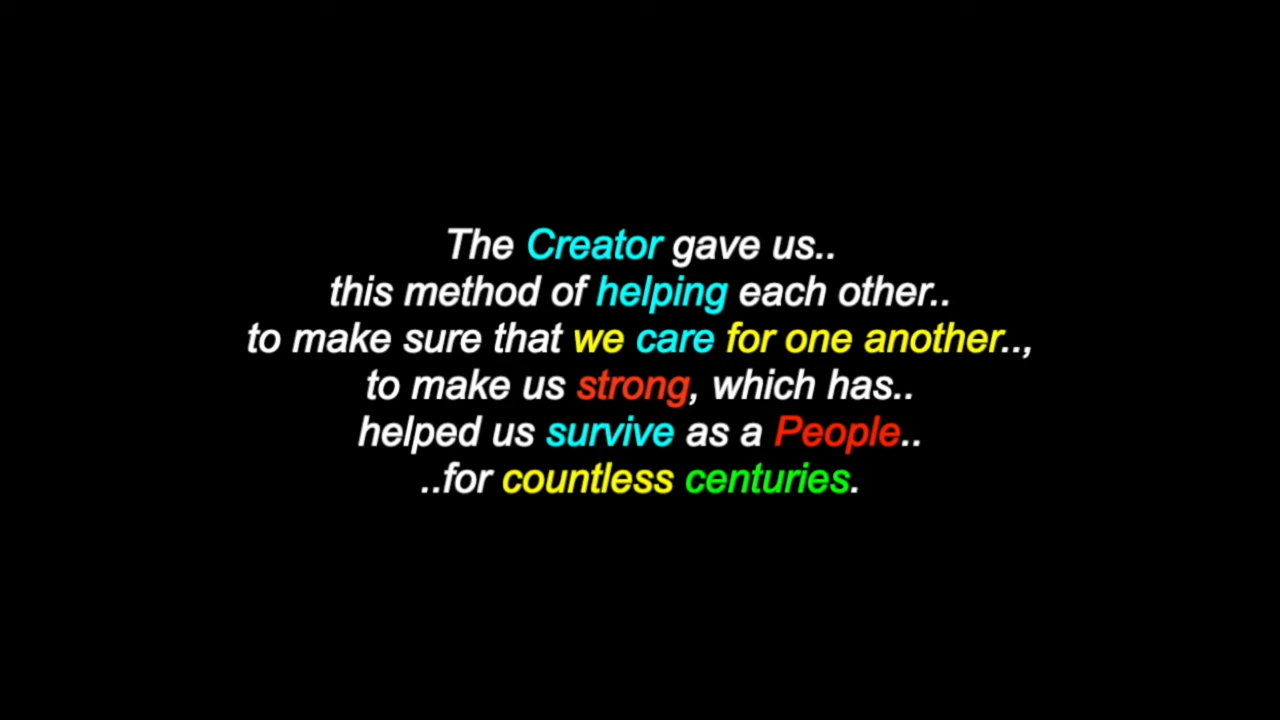 The Creator gave us..
this method of helping each other..
to make sure that we care for one another..,
to make us strong, which has..
helped us survive as a People..
..for countless centuries.